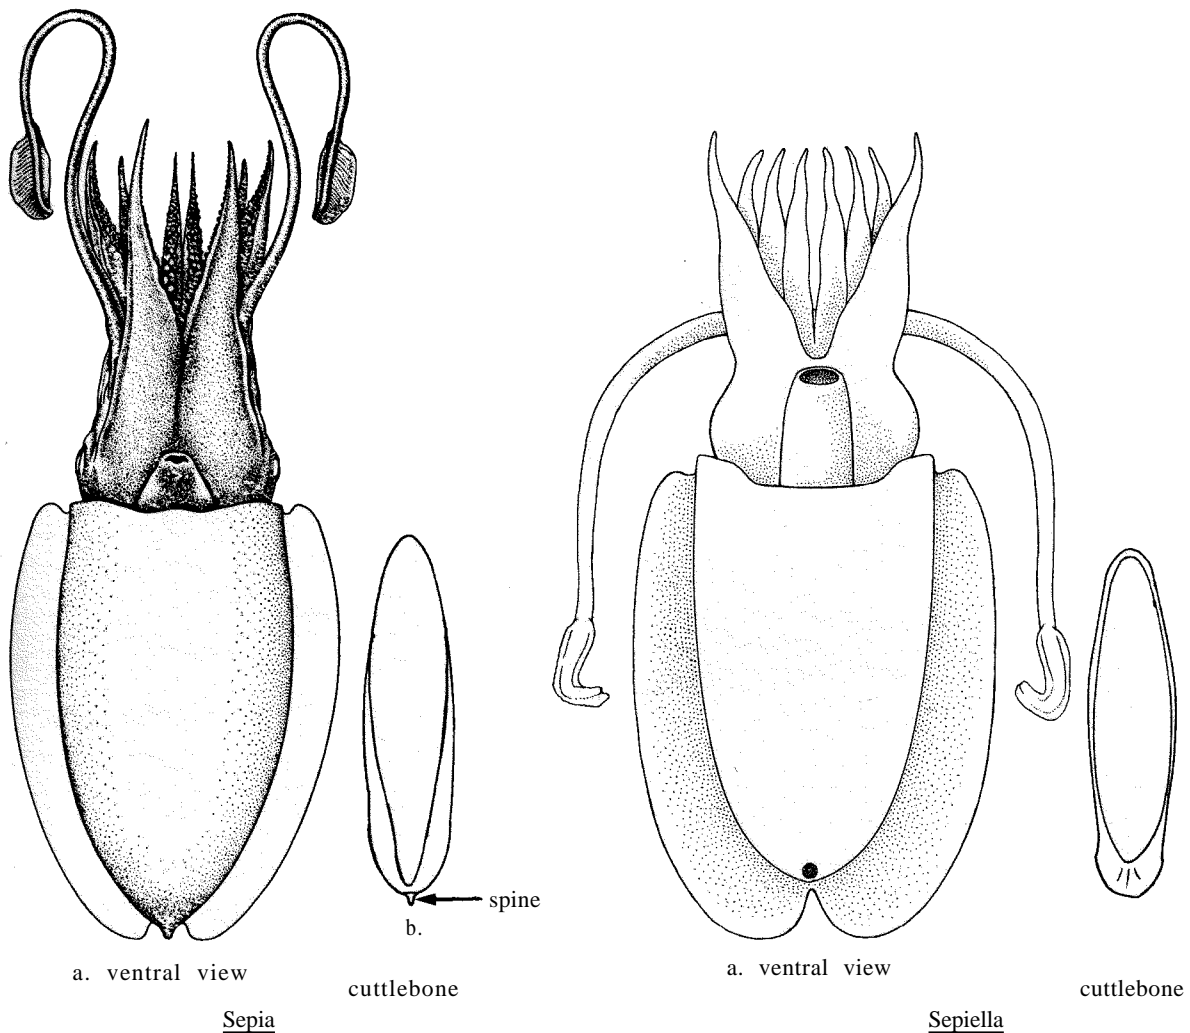 spine
b.
a. ventral view
cuttlebone
Sepia
a. ventral view
cuttlebone
Sepiella